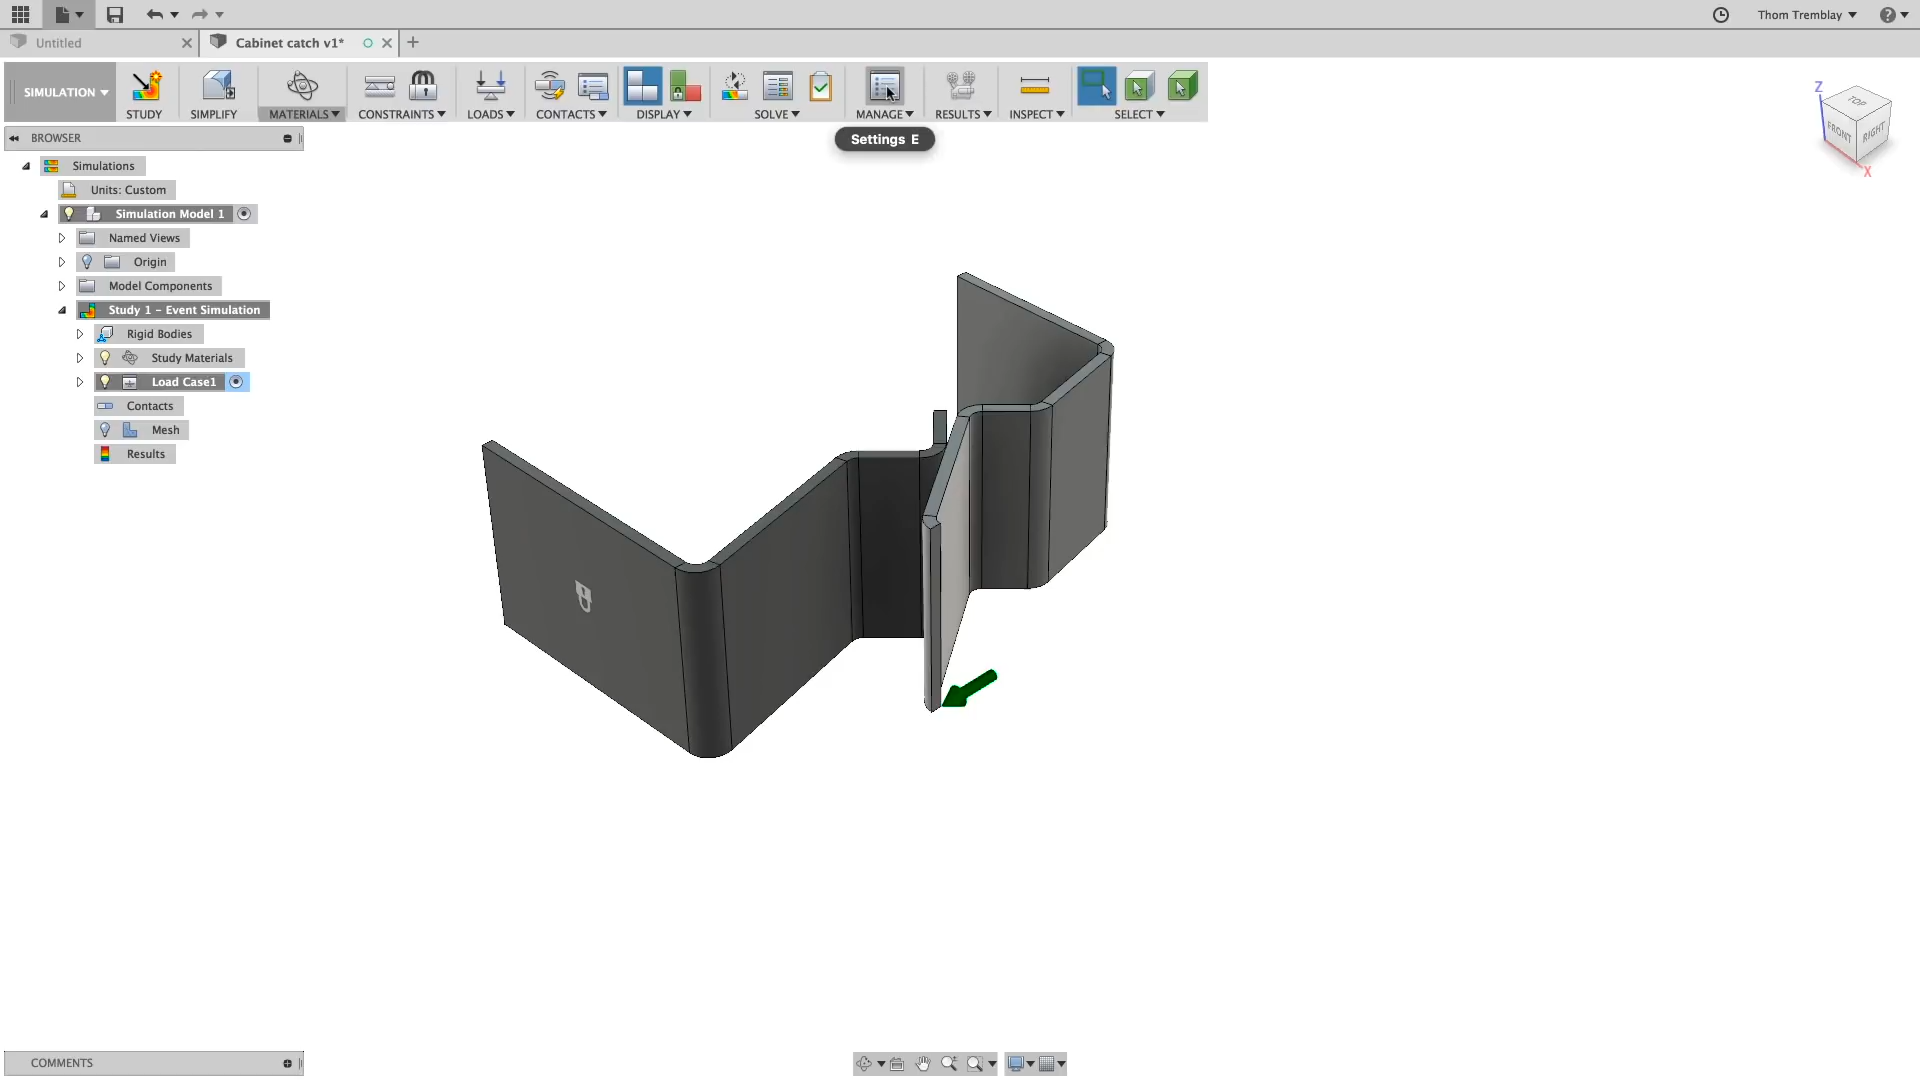 Thom Tremblay
Untitled
Cabinet catch v1*
SIMULATION
STUDY
SIMPLIFY
MATERIALS
CONSTRAINTS
LOADS
CONTACTS
DISPLAY
SOLVE
MANAGE
RESULTS
INSPECT
SELECT
Settings E
BROWSER
Simulations
Units: Custom
Simulation Model 1
Named Views
Origin
Model Components
Study 1 - Event Simulation
Rigid Bodies
Study Materials
Load Case1
Contacts
Mesh
Results
Z
TOP
FRONT
RIGHT
X
COMMENTS